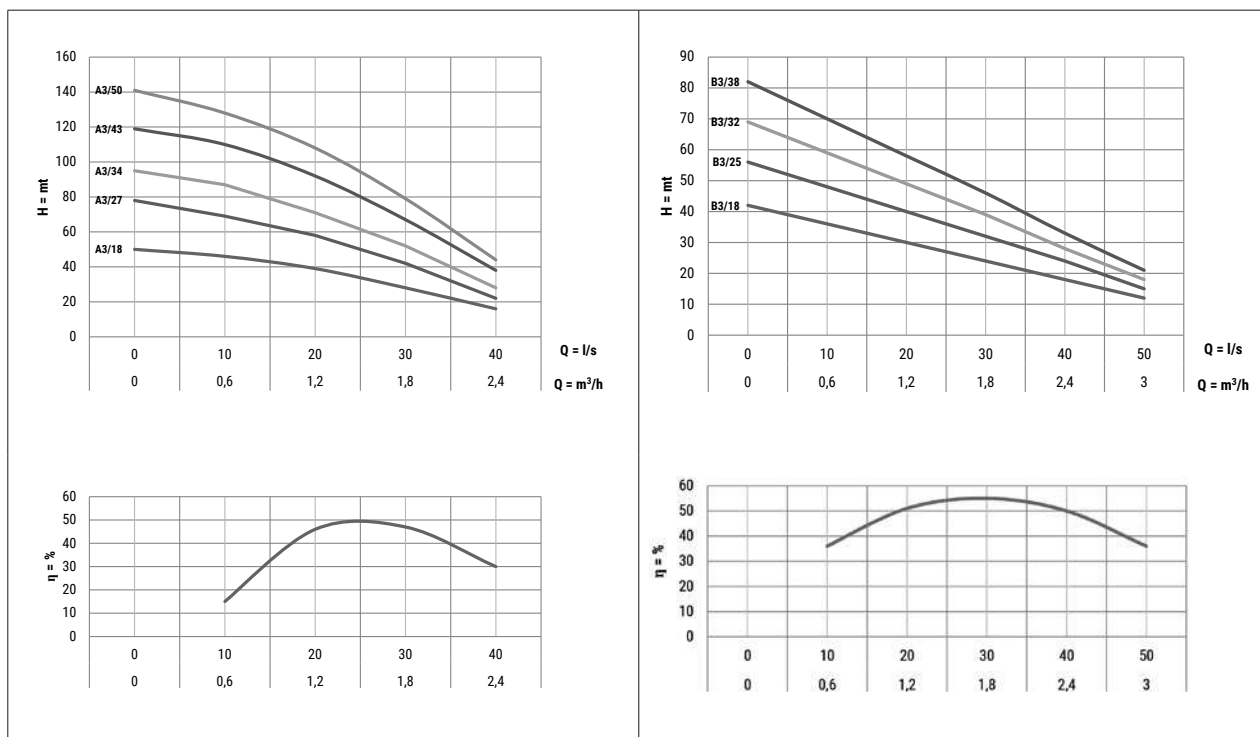 160
140
120
100
80
60
40
20
0
H = mt
A3/50
A3/43
A3/34
A3/27
A3/18
0 10 20 30 40 Q = l/s
0 0,6 1,2 1,8 2,4 Q = m³/h
60
50
40
30
20
10
0
η = %
0 10 20 30 40
0 0,6 1,2 1,8 2,4
90
80
70
60
50
40
30
20
10
0
H = mt
B3/38
B3/32
B3/25
B3/18
0 10 20 30 40 50 Q = l/s
0 0,6 1,2 1,8 2,4 3 Q = m³/h
60
50
40
30
20
10
0
η = %
0 10 20 30 40 50
0 0,6 1,2 1,8 2,4 3